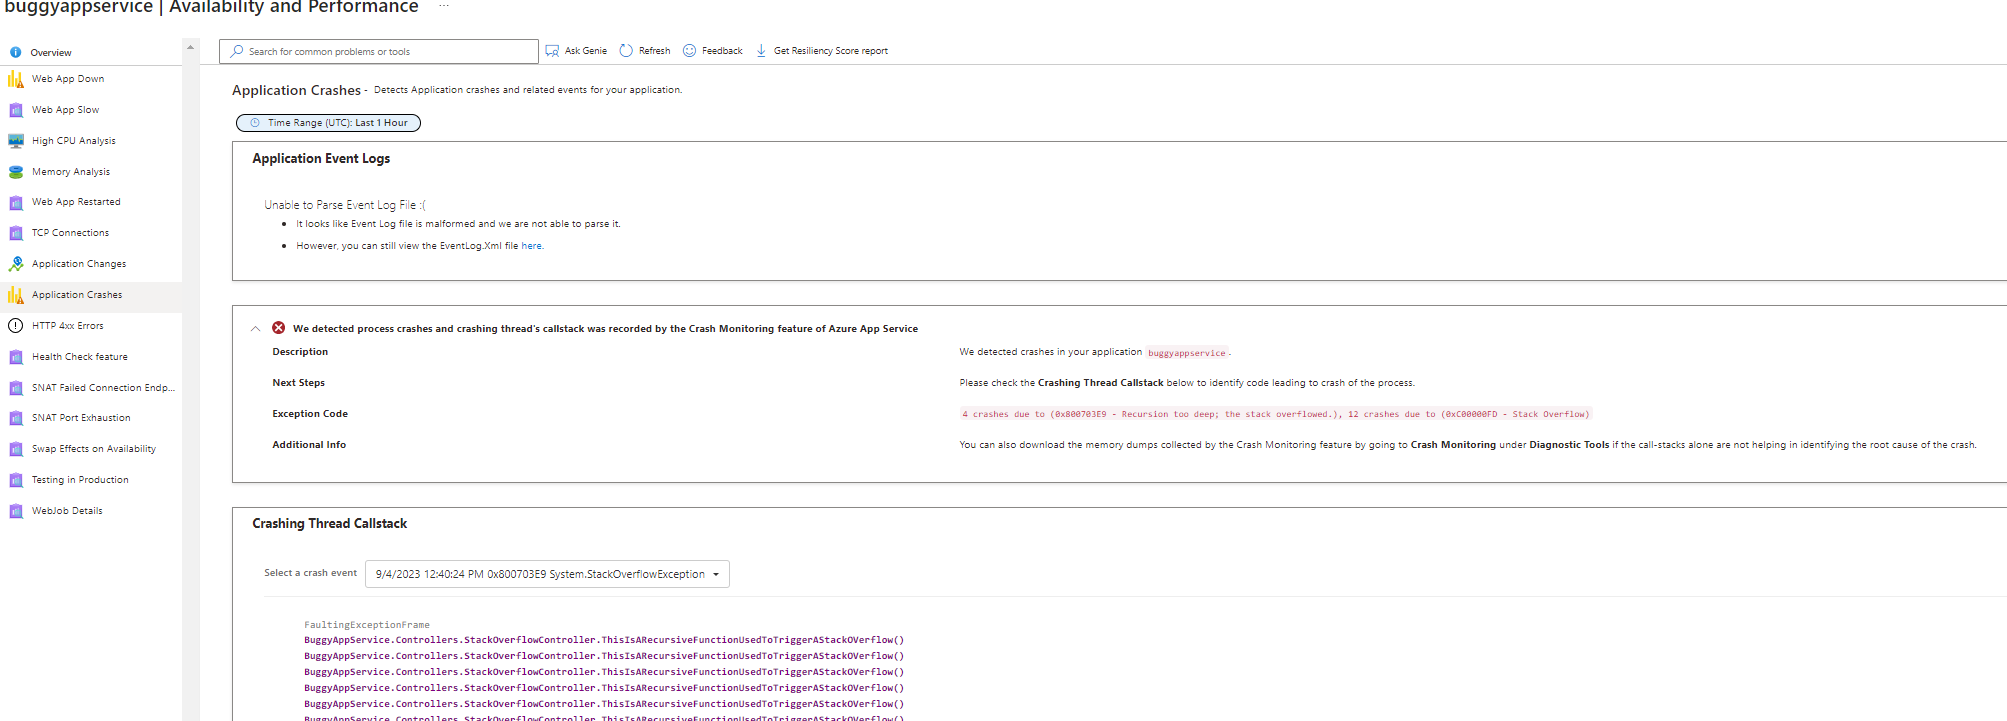 buggyappservice | Availability and Performance ...
Overview
Web App Down
Web App Slow
High CPU Analysis
Memory Analysis
Web App Restarted
TCP Connections
Application Changes
Application Crashes
HTTP 4xx Errors
Health Check feature
SNAT Failed Connection Endp...
SNAT Port Exhaustion
Swap Effects on Availability
Testing in Production
WebJob Details
Search for common problems or tools
Ask Genie
Refresh
Feedback
Get Resiliency Score report
Application Crashes - Detects Application crashes and related events for your application.
Time Range (UTC): Last 1 Hour
Application Event Logs
Unable to Parse Event Log File :(
• It looks like Event Log file is malformed and we are not able to parse it.
• However, you can still view the EventLog.Xml file here.
We detected process crashes and crashing thread's callstack was recorded by the Crash Monitoring feature of Azure App Service
Description
We detected crashes in your application buggyappservice.
Next Steps
Please check the Crashing Thread Callstack below to identify code leading to crash of the process.
Exception Code
4 crashes due to (0x800703E9 - Recursion too deep; the stack overflowed.), 12 crashes due to (0xC00000FD - Stack Overflow)
Additional Info
You can also download the memory dumps collected by the Crash Monitoring feature by going to Crash Monitoring under Diagnostic Tools if the call-stacks alone are not helping in identifying the root cause of the crash.
Crashing Thread Callstack
Select a crash event
9/4/2023 12:40:24 PM 0x800703E9 System.StackOverflowException
FaultingExceptionFrame
BuggyAppService.Controllers.StackOverflowController.ThisIsARecursiveFunctionUsedToTriggerAStackOVerflow()
BuggyAppService.Controllers.StackOverflowController.ThisIsARecursiveFunctionUsedToTriggerAStackOVerflow()
BuggyAppService.Controllers.StackOverflowController.ThisIsARecursiveFunctionUsedToTriggerAStackOVerflow()
BuggyAppService.Controllers.StackOverflowController.ThisIsARecursiveFunctionUsedToTriggerAStackOVerflow()
BuggyAppService.Controllers.StackOverflowController.ThisIsARecursiveFunctionUsedToTriggerAStackOVerflow()
BuggyAppService.Controllers.StackOverflowController.ThisIsARecursiveFunctionUsedToTriggerAStackOVerflow()